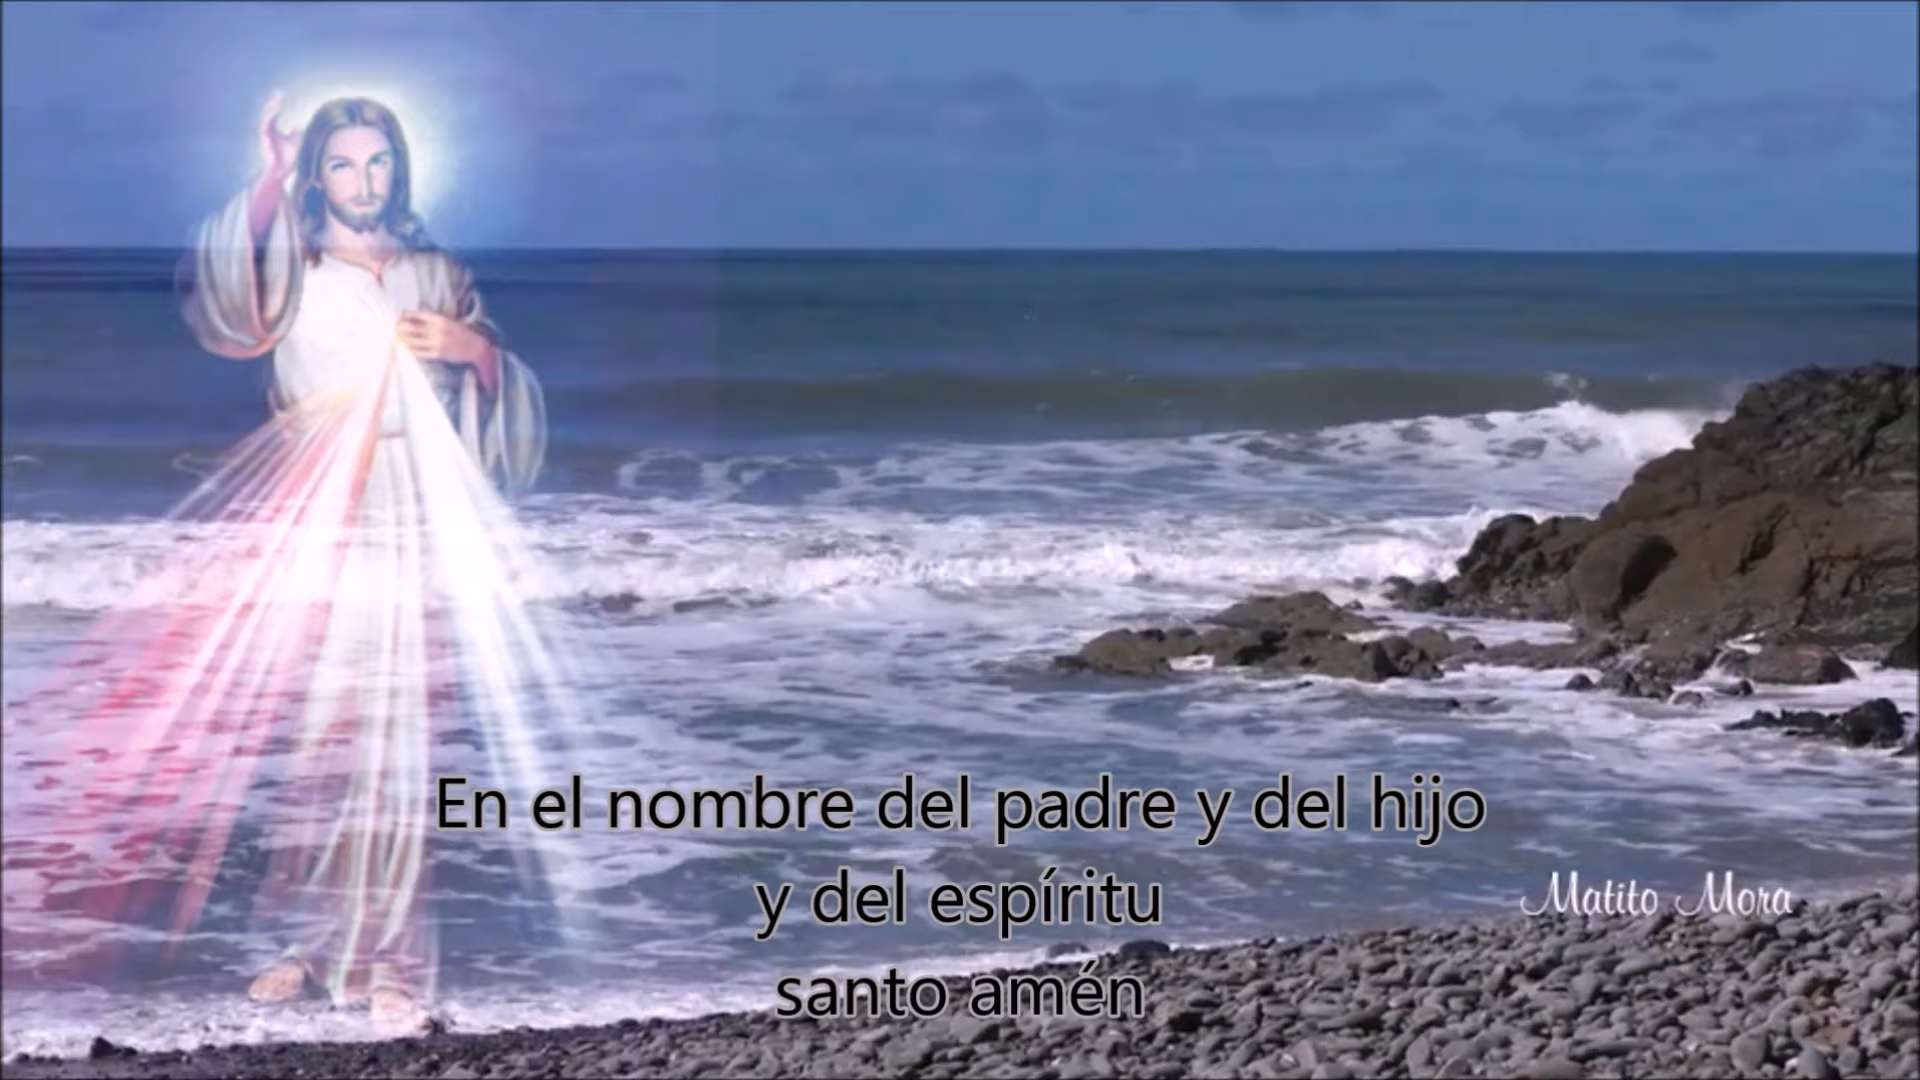 En el nombre del padre y del hijo
y del espíritu
santo amén
Matito Mora